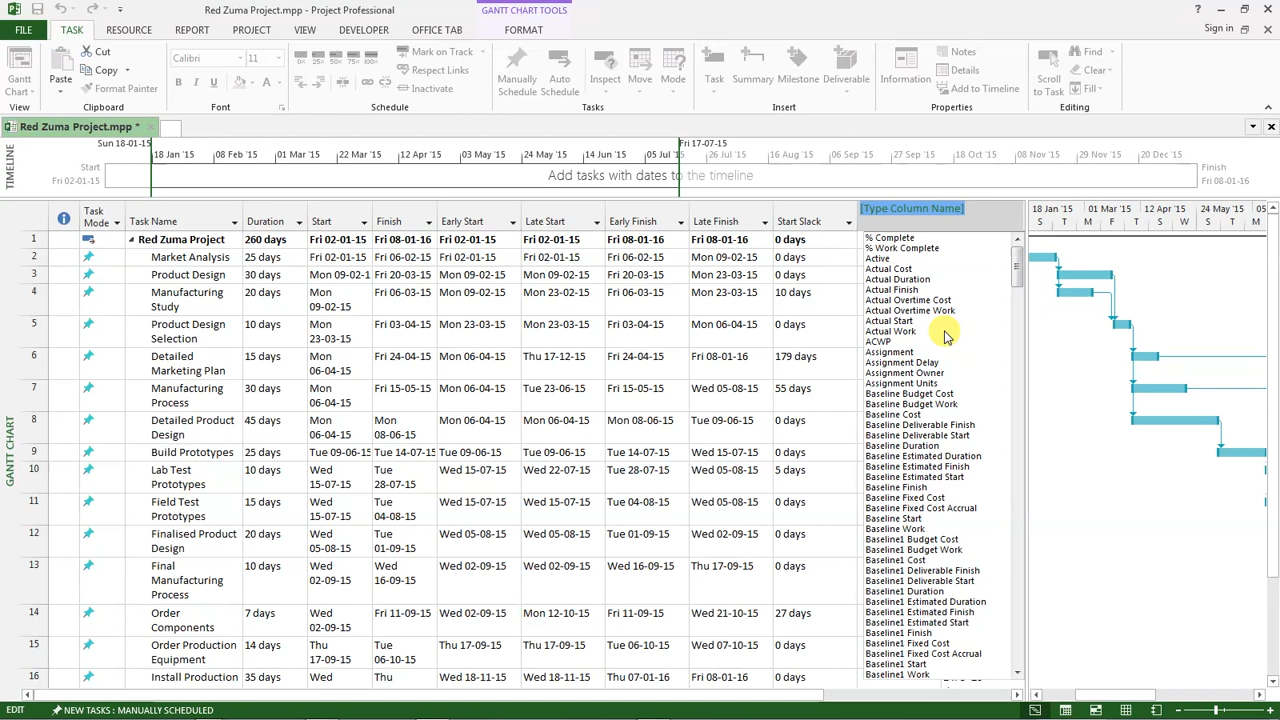 Red Zuma Project.mpp - Project Professional
GANTT CHART TOOLS
FILE TASK RESOURCE REPORT PROJECT VIEW DEVELOPER OFFICE TAB FORMAT
Sign in
Gantt Chart
View
Paste
Cut
Copy
Format Painter
Clipboard
Calibri 11
B I U A
Font
Mark on Track
Respect Links
Inactivate
Schedule
Manually Schedule
Auto Schedule
Inspect
Move
Mode
Tasks
Task
Summary
Milestone
Deliverable
Insert
Information
Notes
Details
Add to Timeline
Properties
Scroll to Task
Find
Clear
Fill
Editing
Red Zuma Project.mpp *
TIMELINE
Sun 18-01-15
Fri 17-07-15
18 Jan '15 08 Feb '15 01 Mar '15 22 Mar '15 12 Apr '15 03 May '15 24 May '15 14 Jun '15 05 Jul '15 26 Jul '15 16 Aug '15 06 Sep '15 27 Sep '15 18 Oct '15 08 Nov '15 29 Nov '15 20 Dec '15
Start
Fri 02-01-15
Add tasks with dates to the timeline
Finish
Fri 08-01-16
GANTT CHART
Task Mode Task Name Duration Start Finish Early Start Late Start Early Finish Late Finish Start Slack
[Type Column Name]
18 Jan '15 01 Mar '15 12 Apr '15 24 May '15 05
S T M F T S W S T M
1 Red Zuma Project 260 days Fri 02-01-15 Fri 08-01-16 Fri 02-01-15 Fri 02-01-15 Fri 08-01-16 Fri 08-01-16 0 days
2 Market Analysis 25 days Fri 02-01-15 Fri 06-02-15 Fri 02-01-15 Fri 02-01-15 Fri 06-02-15 Mon 09-02-15 0 days
3 Product Design 30 days Mon 09-02-1 Fri 20-03-15 Mon 09-02-15 Mon 09-02-15 Fri 20-03-15 Mon 23-03-15 0 days
4 Manufacturing Study 20 days Mon 09-02-15 Fri 06-03-15 Mon 09-02-15 Mon 23-02-15 Fri 06-03-15 Mon 23-03-15 10 days
5 Product Design Selection 10 days Mon 23-03-15 Fri 03-04-15 Mon 23-03-15 Mon 23-03-15 Fri 03-04-15 Mon 06-04-15 0 days
6 Detailed Marketing Plan 15 days Mon 06-04-15 Fri 24-04-15 Mon 06-04-15 Thu 17-12-15 Fri 24-04-15 Fri 08-01-16 179 days
7 Manufacturing Process 30 days Mon 06-04-15 Fri 15-05-15 Mon 06-04-15 Tue 23-06-15 Fri 15-05-15 Wed 05-08-15 55 days
8 Detailed Product Design 45 days Mon 06-04-15 Mon 08-06-15 Mon 06-04-15 Mon 06-04-15 Mon 08-06-15 Tue 09-06-15 0 days
9 Build Prototypes 25 days Tue 09-06-15 Tue 14-07-15 Tue 09-06-15 Tue 09-06-15 Tue 14-07-15 Wed 15-07-15 0 days
10 Lab Test Prototypes 10 days Wed 15-07-15 Tue 28-07-15 Wed 15-07-15 Wed 22-07-15 Tue 28-07-15 Wed 05-08-15 5 days
11 Field Test Prototypes 15 days Wed 15-07-15 Tue 04-08-15 Wed 15-07-15 Wed 15-07-15 Tue 04-08-15 Wed 05-08-15 0 days
12 Finalised Product Design 20 days Wed 05-08-15 Tue 01-09-15 Wed 05-08-15 Wed 05-08-15 Tue 01-09-15 Wed 02-09-15 0 days
13 Final Manufacturing Process 10 days Wed 02-09-15 Wed 16-09-15 Wed 02-09-15 Wed 02-09-15 Wed 16-09-15 Thu 17-09-15 0 days
14 Order Components 7 days Wed 02-09-15 Fri 11-09-15 Wed 02-09-15 Mon 12-10-15 Fri 11-09-15 Wed 21-10-15 27 days
15 Order Production Equipment 14 days Thu 17-09-15 Tue 06-10-15 Thu 17-09-15 Thu 17-09-15 Tue 06-10-15 Wed 07-10-15 0 days
16 Install Production 35 days Wed Thu Wed 18-11-15 Wed 18-11-15 Thu 07-01-16 Fri 08-01-16 0 days
% Complete
% Work Complete
Active
Actual Cost
Actual Duration
Actual Finish
Actual Overtime Cost
Actual Overtime Work
Actual Start
Actual Work
ACWP
Assignment
Assignment Delay
Assignment Owner
Assignment Units
Baseline Budget Cost
Baseline Budget Work
Baseline Cost
Baseline Deliverable Finish
Baseline Deliverable Start
Baseline Duration
Baseline Estimated Duration
Baseline Estimated Finish
Baseline Estimated Start
Baseline Finish
Baseline Fixed Cost
Baseline Fixed Cost Accrual
Baseline Start
Baseline Work
Baseline1 Budget Cost
Baseline1 Budget Work
Baseline1 Cost
Baseline1 Deliverable Finish
Baseline1 Deliverable Start
Baseline1 Duration
Baseline1 Estimated Duration
Baseline1 Estimated Finish
Baseline1 Estimated Start
Baseline1 Finish
Baseline1 Fixed Cost
Baseline1 Fixed Cost Accrual
Baseline1 Start
Baseline1 Work
EDIT
NEW TASKS : MANUALLY SCHEDULED